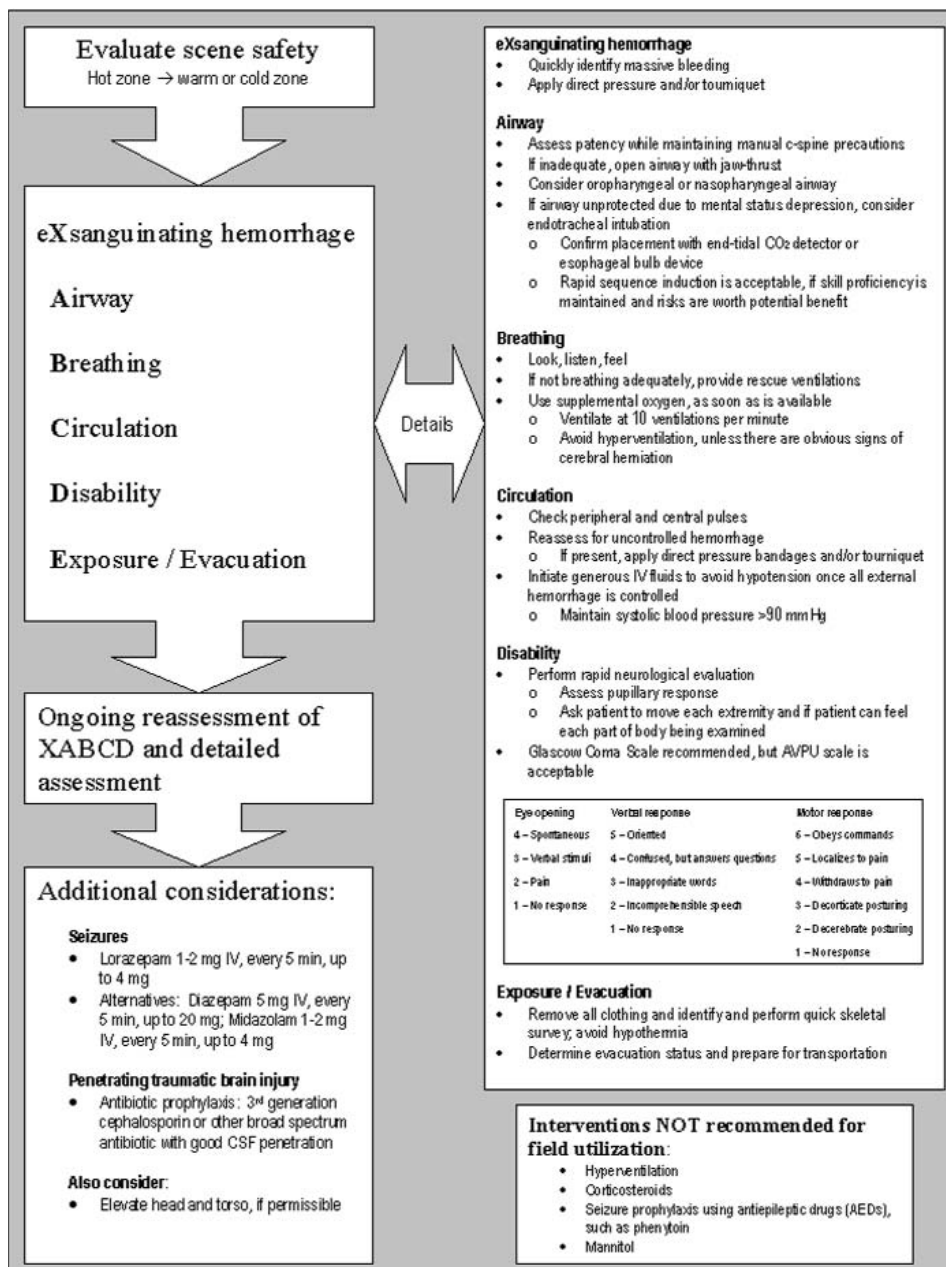 Evaluate scene safety
Hot zone → warm or cold zone
eXsanguinating hemorrhage
Airway
Breathing
Circulation
Disability
Exposure / Evacuation
Ongoing reassessment of
XABCD and detailed
assessment
Additional considerations:
Seizures
• Lorazepam 1-2 mg IV, every 5 min, up
to 4 mg
• Alternatives: Diazepam 5 mg IV, every
5 min, up to 20 mg; Midazolam 1-2 mg
IV, every 5 min, up to 4 mg
Penetrating traumatic brain injury
• Antibiotic prophylaxis: 3rd generation
cephalosporin or other broad spectrum
antibiotic with good CSF penetration
Also consider:
• Elevate head and torso, if permissible
Details
eXsanguinating hemorrhage
• Quickly identify massive bleeding
• Apply direct pressure and/or tourniquet
Airway
• Assess patency while maintaining manual c-spine precautions
• If inadequate, open airway with jaw-thrust
• Consider oropharyngeal or nasopharyngeal airway
• If airway unprotected due to mental status depression, consider
endotracheal intubation
o Confirm placement with end-tidal CO₂ detector or
esophageal bulb device
o Rapid sequence induction is acceptable, if skill proficiency is
maintained and risks are worth potential benefit
Breathing
• Look, listen, feel
• If not breathing adequately, provide rescue ventilations
• Use supplemental oxygen, as soon as is available
o Ventilate at 10 ventilations per minute
o Avoid hyperventilation, unless there are obvious signs of
cerebral herniation
Circulation
• Check peripheral and central pulses
• Reassess for uncontrolled hemorrhage
o If present, apply direct pressure bandages and/or tourniquet
• Initiate generous IV fluids to avoid hypotension once all external
hemorrhage is controlled
o Maintain systolic blood pressure >90 mmHg
Disability
• Perform rapid neurological evaluation
o Assess pupillary response
o Ask patient to move each extremity and if patient can feel
each part of body being examined
• Glascow Coma Scale recommended, but AVPU scale is
acceptable
Eye opening Verbal response Motor response
4 – Spontaneous 5 – Oriented 6 – Obeys commands
3 – Verbal stimuli 4 – Confused, but answers questions 5 – Localizes to pain
2 – Pain 3 – Inappropriate words 4 – Withdraws to pain
1 – No response 2 – Incomprehensible speech 3 – Decorticate posturing
1 – No response 2 – Decerebrate posturing
1 – No response
Exposure / Evacuation
• Remove all clothing and identify and perform quick skeletal
survey; avoid hypothermia
• Determine evacuation status and prepare for transportation
Interventions NOT recommended for
field utilization:
• Hyperventilation
• Corticosteroids
• Seizure prophylaxis using antiepileptic drugs (AEDs),
such as phenytoin
• Mannitol